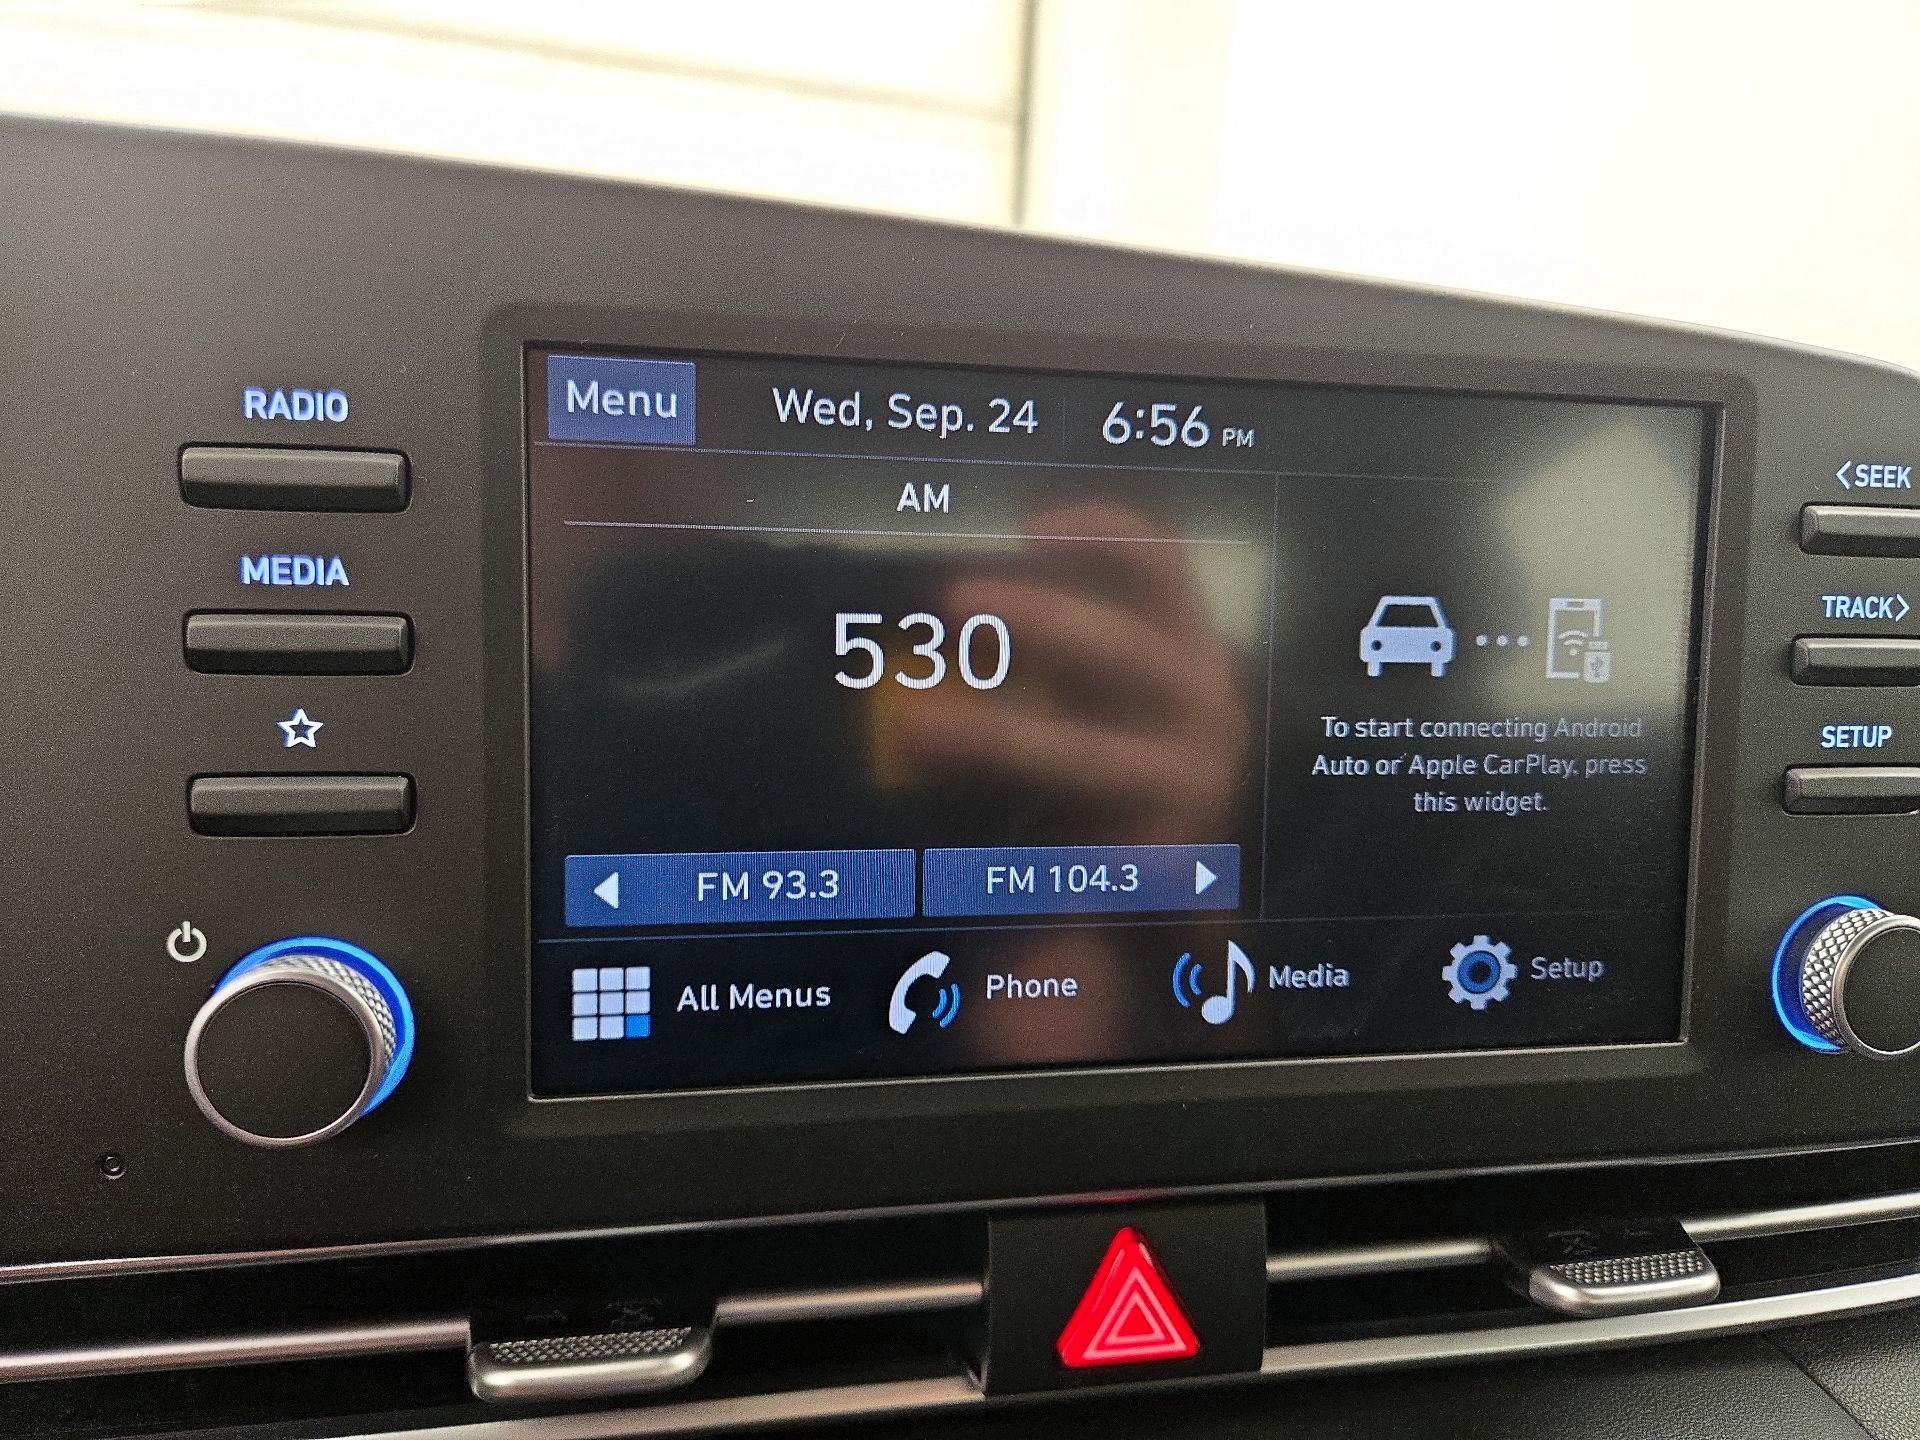 RADIO
MEDIA
Menu
Wed, Sep. 24
6:56 PM
AM
530
FM 93.3
FM 104.3
To start connecting Android
Auto or Apple CarPlay, press
this widget.
All Menus
Phone
Media
Setup
<SEEK
TRACK>
SETUP